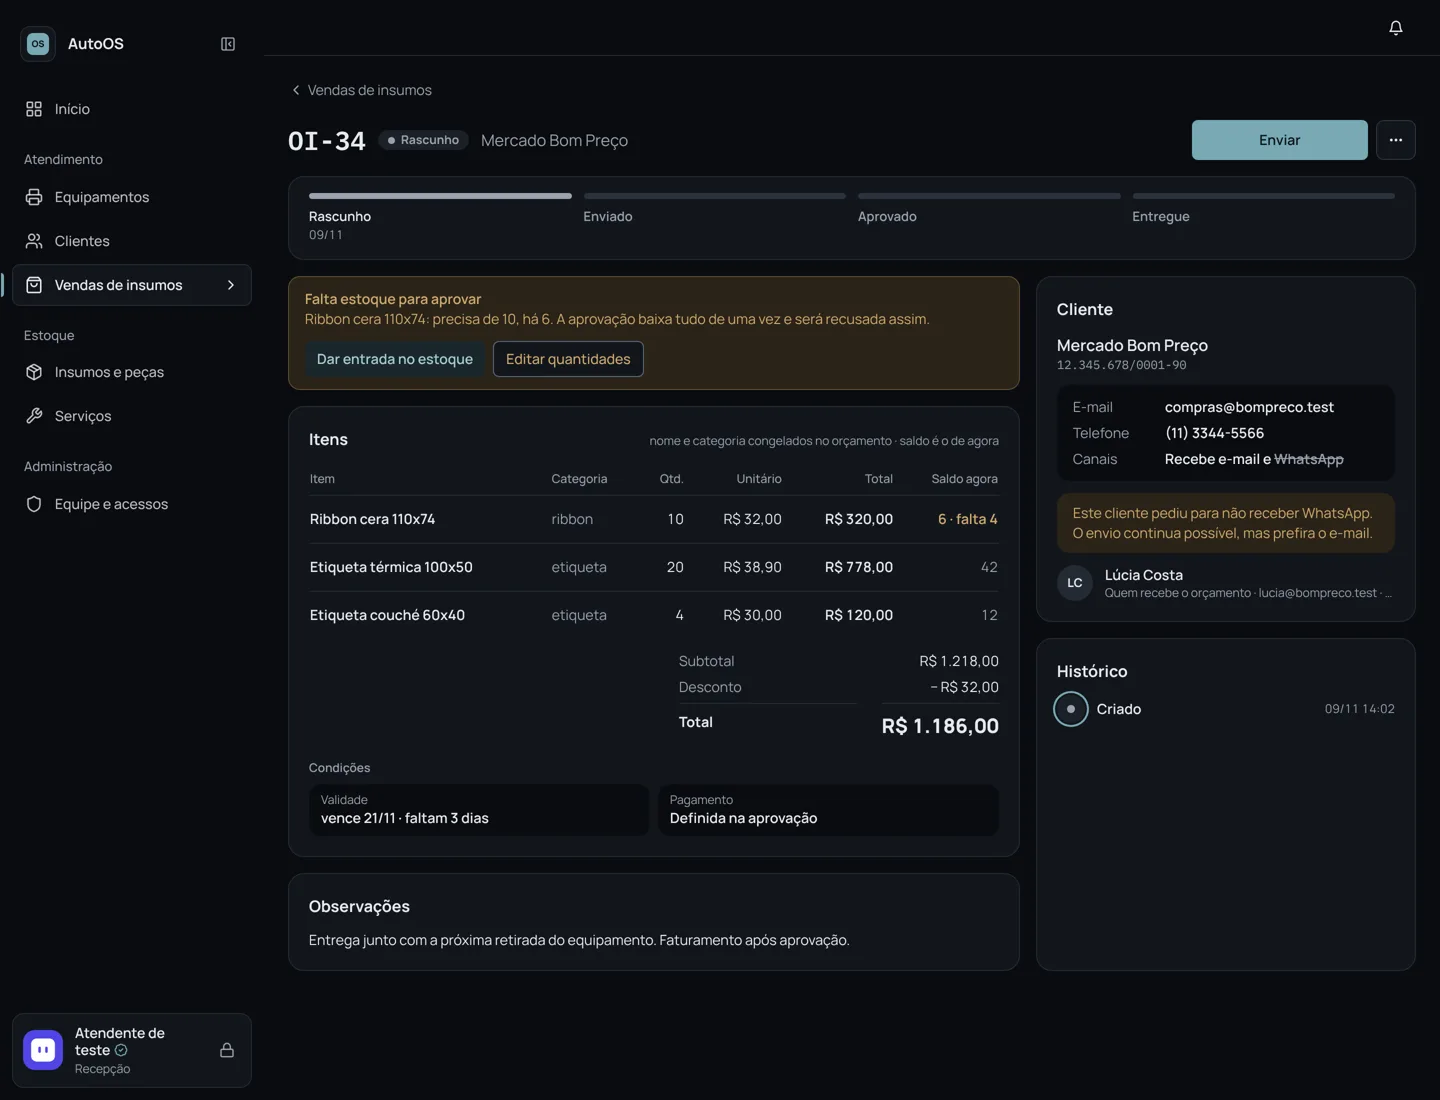 OS
AutoOS
Início
Atendimento
Equipamentos
Clientes
Vendas de insumos
Estoque
Insumos e peças
Serviços
Administração
Equipe e acessos
Atendente de
teste
Recepção
Vendas de insumos
OI-34
Rascunho
Mercado Bom Preço
Enviar
Rascunho
09/11
Enviado
Aprovado
Entregue
Falta estoque para aprovar
Ribbon cera 110x74: precisa de 10, há 6. A aprovação baixa tudo de uma vez e será recusada assim.
Dar entrada no estoque
Editar quantidades
Itens
nome e categoria congelados no orçamento · saldo é o de agora
Item Categoria Qtd. Unitário Total Saldo agora
Ribbon cera 110x74 ribbon 10 R$ 32,00 R$ 320,00 6 · falta 4
Etiqueta térmica 100x50 etiqueta 20 R$ 38,90 R$ 778,00 42
Etiqueta couché 60x40 etiqueta 4 R$ 30,00 R$ 120,00 12
Subtotal R$ 1.218,00
Desconto − R$ 32,00
Total R$ 1.186,00
Condições
Validade
vence 21/11 · faltam 3 dias
Pagamento
Definida na aprovação
Observações
Entrega junto com a próxima retirada do equipamento. Faturamento após aprovação.
Cliente
Mercado Bom Preço
12.345.678/0001-90
E-mail compras@bompreco.test
Telefone (11) 3344-5566
Canais Recebe e-mail e WhatsApp
Este cliente pediu para não receber WhatsApp.
O envio continua possível, mas prefira o e-mail.
LC
Lúcia Costa
Quem recebe o orçamento · lucia@bompreco.test · …
Histórico
Criado 09/11 14:02